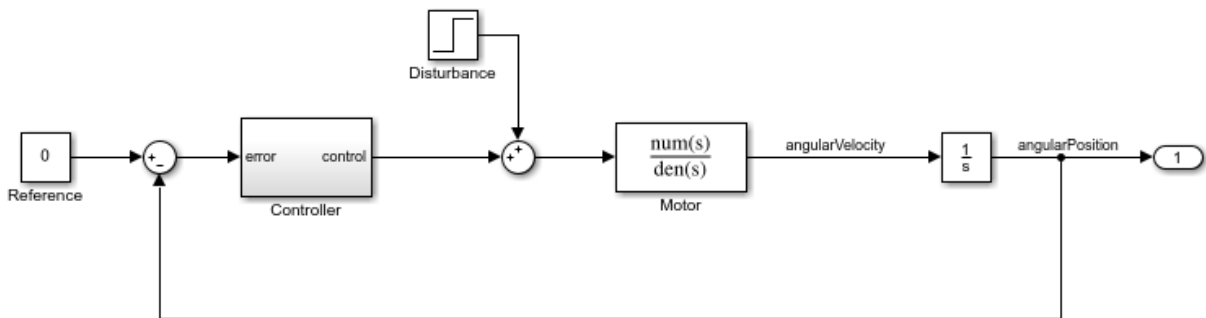 Disturbance
0
Reference
+
−
error
control
Controller
+
+
num(s)
den(s)
Motor
angularVelocity
1
s
angularPosition
1